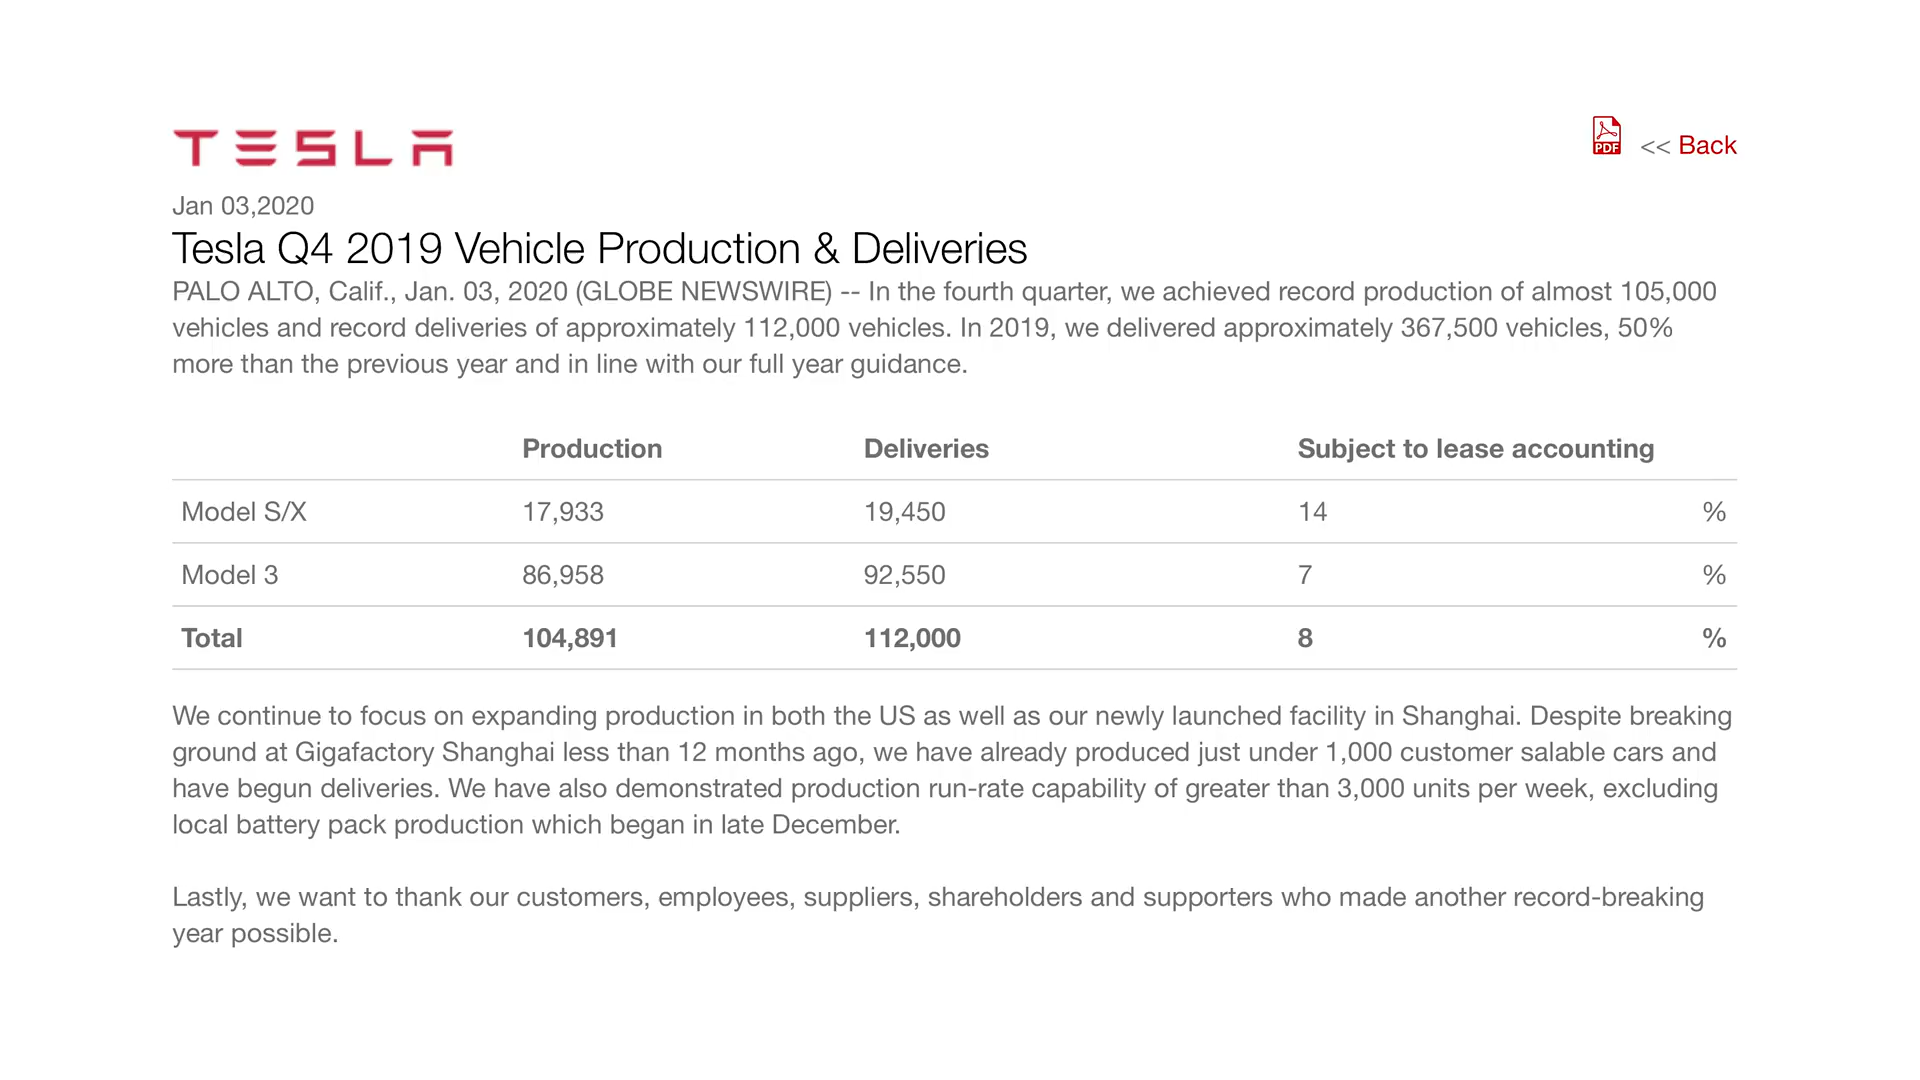 TESLA
PDF << Back
Jan 03,2020
Tesla Q4 2019 Vehicle Production & Deliveries
PALO ALTO, Calif., Jan. 03, 2020 (GLOBE NEWSWIRE) -- In the fourth quarter, we achieved record production of almost 105,000
vehicles and record deliveries of approximately 112,000 vehicles. In 2019, we delivered approximately 367,500 vehicles, 50%
more than the previous year and in line with our full year guidance.
Production Deliveries Subject to lease accounting
Model S/X 17,933 19,450 14 %
Model 3 86,958 92,550 7 %
Total 104,891 112,000 8 %
We continue to focus on expanding production in both the US as well as our newly launched facility in Shanghai. Despite breaking
ground at Gigafactory Shanghai less than 12 months ago, we have already produced just under 1,000 customer salable cars and
have begun deliveries. We have also demonstrated production run-rate capability of greater than 3,000 units per week, excluding
local battery pack production which began in late December.
Lastly, we want to thank our customers, employees, suppliers, shareholders and supporters who made another record-breaking
year possible.